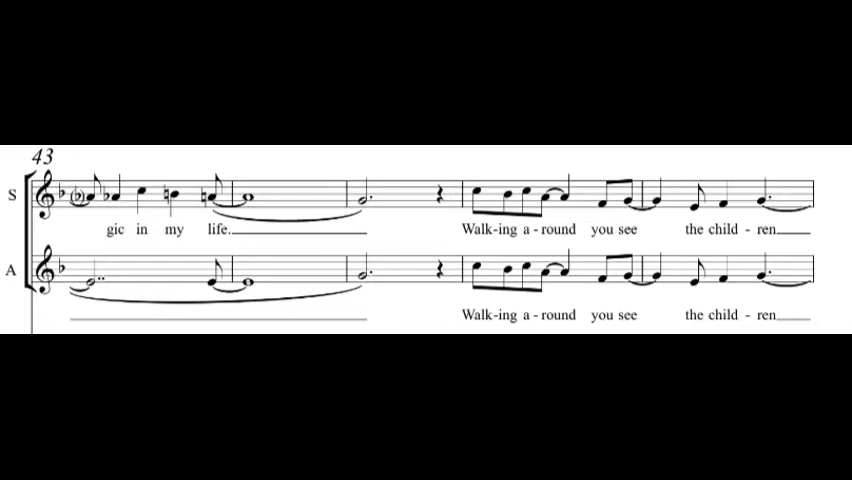 43
S
gic in my life.
Walk-ing a-round you see the child-ren
A
Walk-ing a-round you see the child-ren